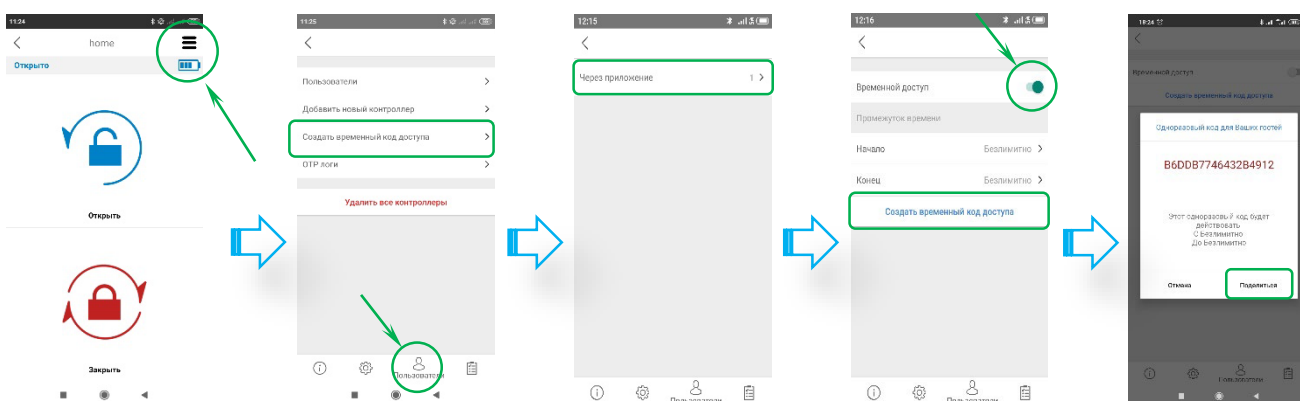 11:24
home
Открыто
Открыть
Закрыть
11:25
Пользователи
Добавить новый контроллер
Создать временный код доступа
ОТР логи
Удалить все контроллеры
Пользователи
12:15
Через приложение 1
Пользователи
12:16
Временной доступ
Промежуток времени
Начало Безлимитно
Конец Безлимитно
Создать временный код доступа
Пользователи
18:24
Временной доступ
Создать временный код доступа
Одноразовый код для Ваших гостей
B6DDB7746432B4912
Этот одноразовый код будет
действовать
С Безлимитно
До Безлимитно
Отмена Поделиться
Пользователи